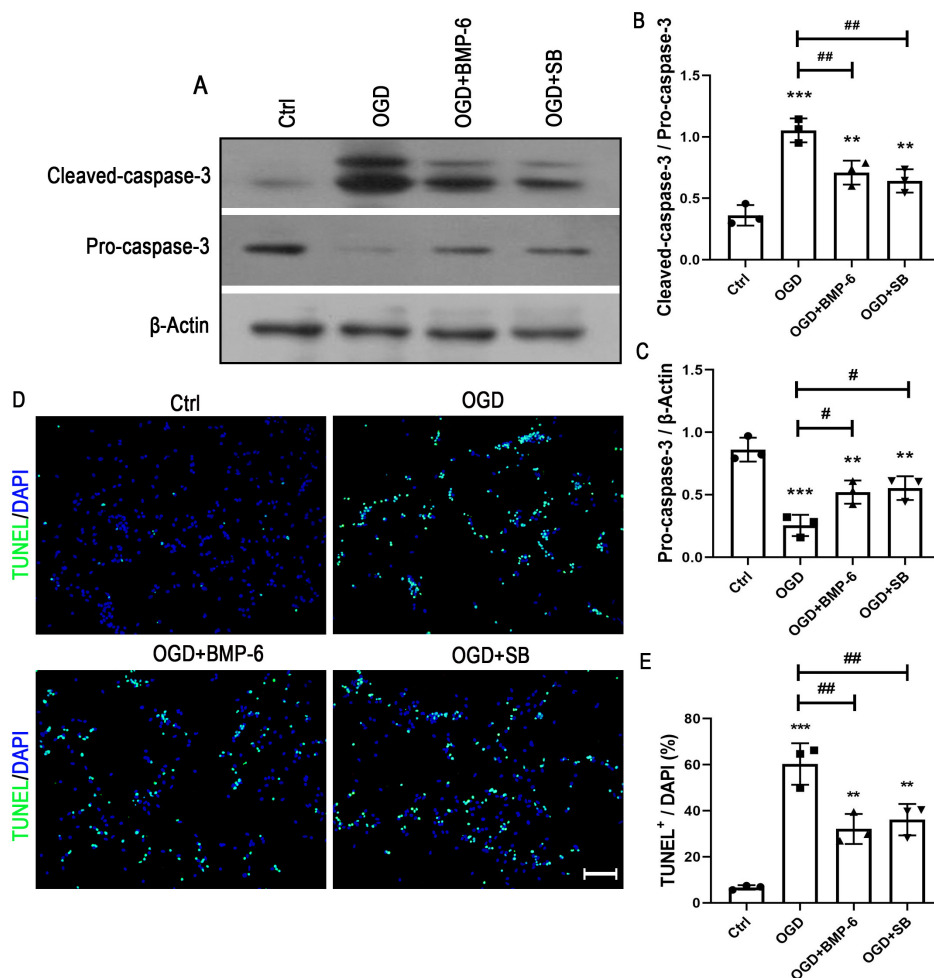 A
Ctrl
OGD
OGD+BMP-6
OGD+SB
Cleaved-caspase-3
Pro-caspase-3
β-Actin
B
Cleaved-caspase-3 / Pro-caspase-3
1.5
1.0
0.5
0.0
##
##
***
**
**
Ctrl
OGD
OGD+BMP-6
OGD+SB
C
Pro-caspase-3 / β-Actin
1.5
1.0
0.5
0.0
#
#
***
**
**
Ctrl
OGD
OGD+BMP-6
OGD+SB
D
Ctrl
OGD
TUNEL/DAPI
OGD+BMP-6
OGD+SB
TUNEL/DAPI
E
TUNEL⁺ / DAPI (%)
80
60
40
20
0
##
##
***
**
**
Ctrl
OGD
OGD+BMP-6
OGD+SB